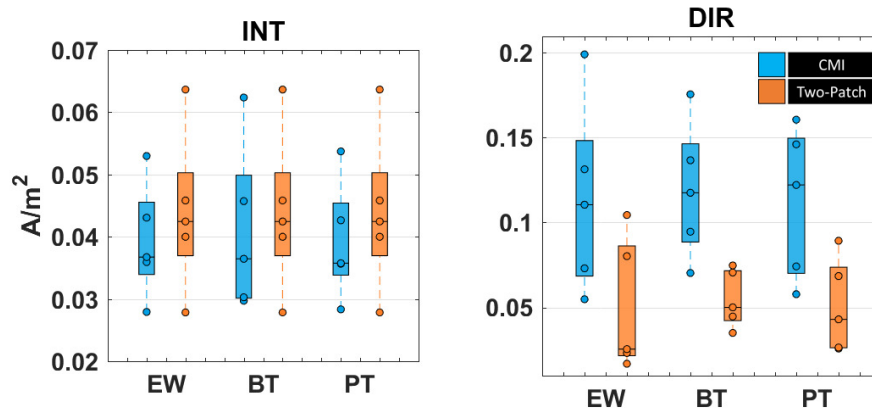 INT
0.07
0.06
0.05
0.04
0.03
0.02
A/m²
EW BT PT
DIR
0.2
0.15
0.1
0.05
CMI
Two-Patch
EW BT PT